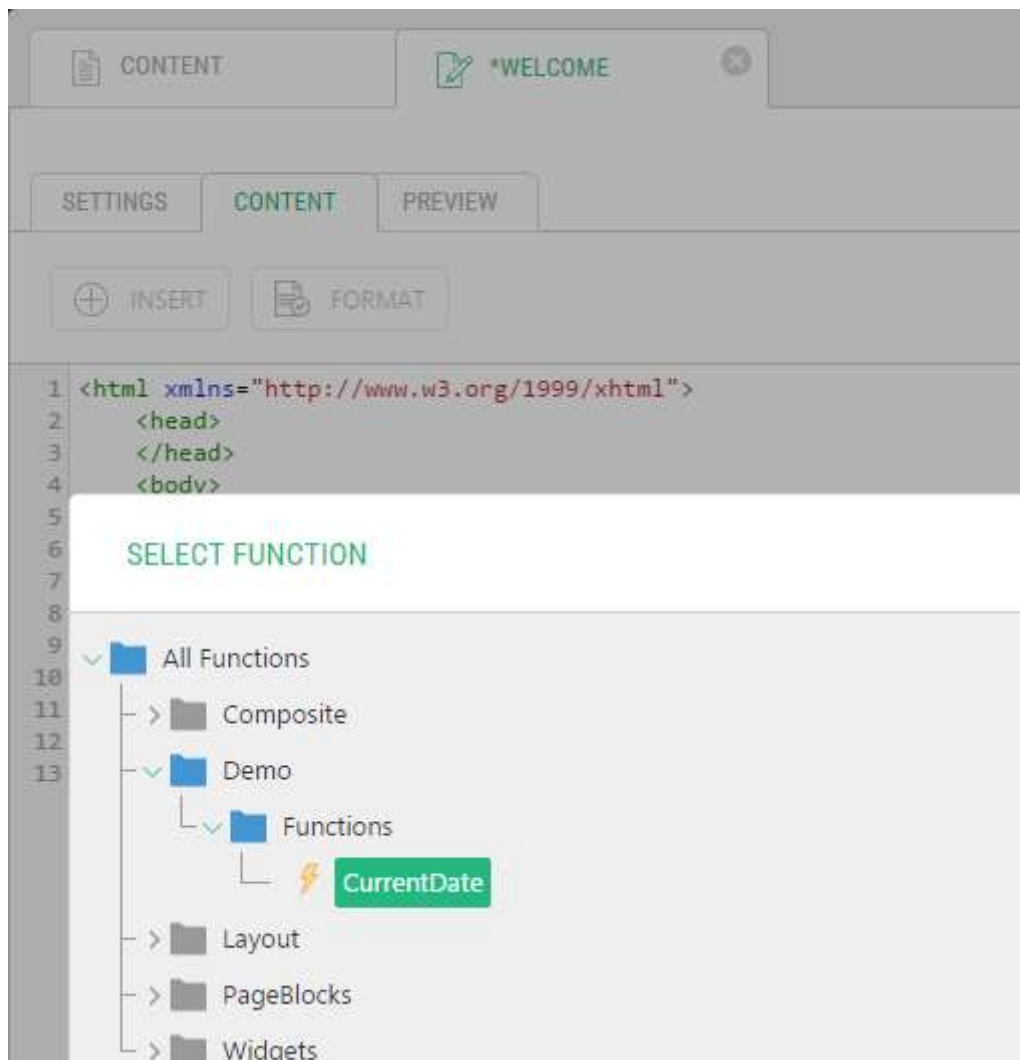 CONTENT *WELCOME
SETTINGS CONTENT PREVIEW
INSERT FORMAT
1 <html xmlns="http://www.w3.org/1999/xhtml">
2 <head>
3 </head>
4 <body>
5
6 SELECT FUNCTION
7
8
9 All Functions
10
11 Composite
12
13 Demo
Functions
CurrentDate
Layout
PageBlocks
Widgets